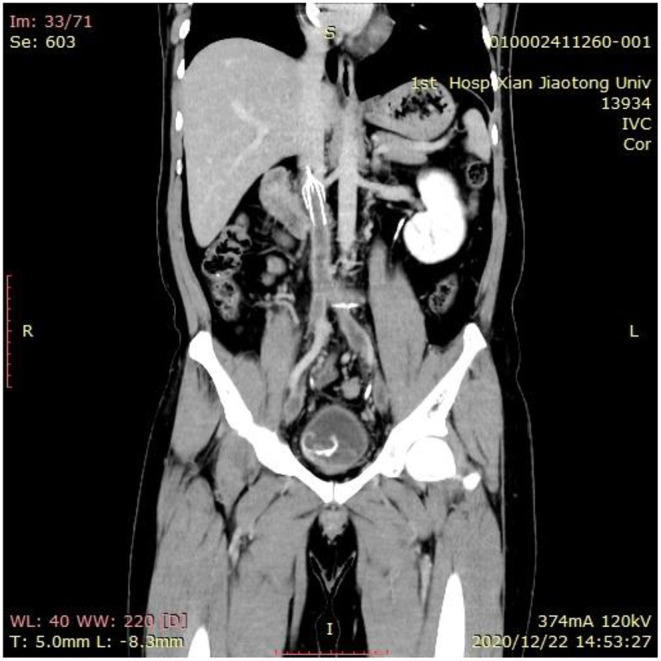 Im: 33/71
Se: 603
S
010002411260-001
1st Hosp Xian Jiaotong Univ
13934
IVC
Cor
R
L
WL: 40 WW: 220 [D]
T: 5.0mm L: -8.3mm
I
374mA 120kV
2020/12/22 14:53:27